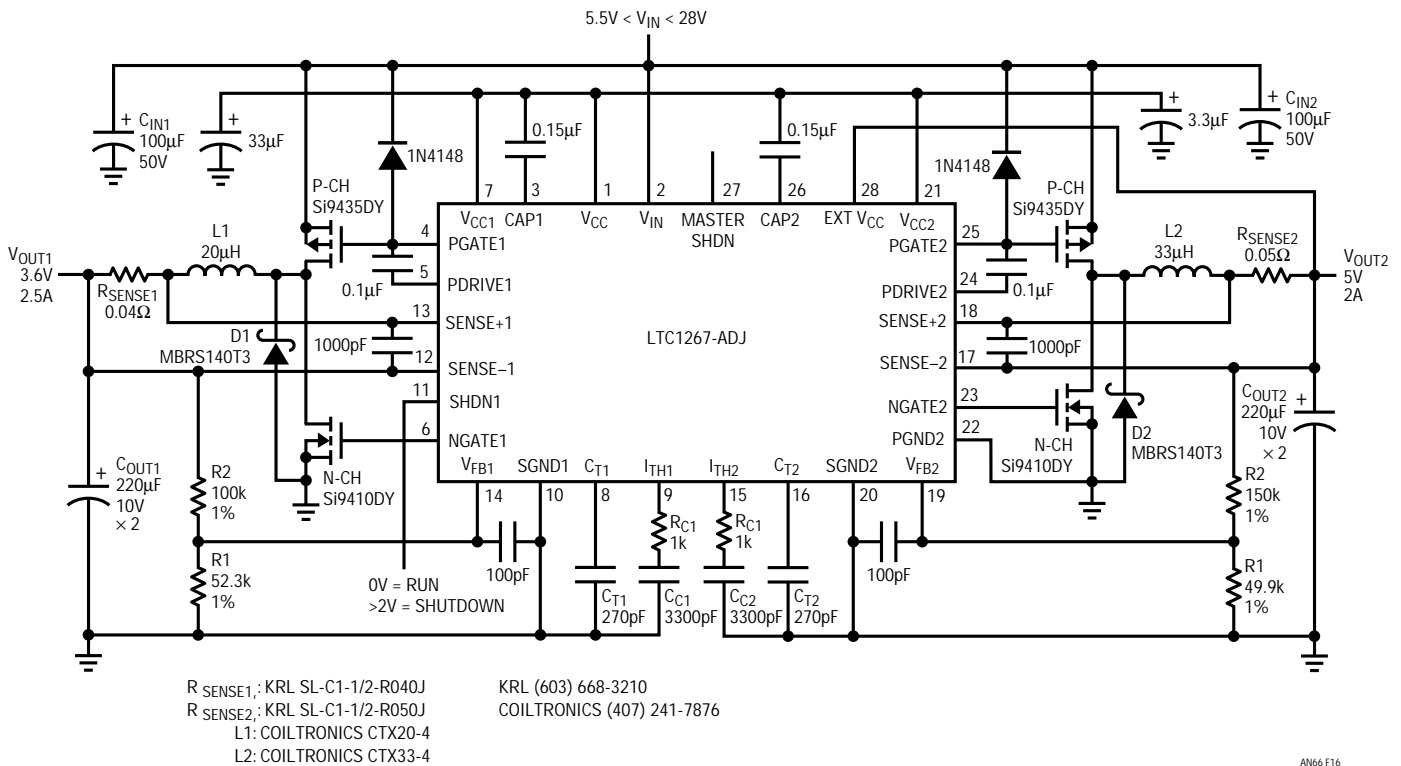 5.5V < VIN < 28V
+ CIN1
100µF
50V
+
33µF
1N4148
0.15µF
0.15µF
1N4148
+
3.3µF
+ CIN2
100µF
50V
P-CH
Si9435DY
7 3 1 2 27 26 28 21
VCC1 CAP1 VCC VIN MASTER
SHDN CAP2 EXT VCC VCC2
P-CH
Si9435DY
VOUT1
3.6V
2.5A
RSENSE1
0.04Ω
L1
20µH
4 PGATE1
5 PDRIVE1
0.1µF
13 SENSE+1
1000pF
12 SENSE–1
11 SHDN1
6 NGATE1
D1
MBRS140T3
N-CH
Si9410DY
LTC1267-ADJ
PGATE2 25
PDRIVE2 24
0.1µF
SENSE+2 18
1000pF
SENSE–2 17
NGATE2 23
PGND2 22
L2
33µH
RSENSE2
0.05Ω
VOUT2
5V
2A
N-CH
Si9410DY
D2
MBRS140T3
COUT2 +
220µF
10V
× 2
VFB1 SGND1 CT1 ITH1 ITH2 CT2 SGND2 VFB2
14 10 8 9 15 16 20 19
+ COUT1
220µF
10V
× 2
R2
100k
1%
R1
52.3k
1%
0V = RUN
>2V = SHUTDOWN
100pF
CT1
270pF
RC1
1k
CC1
3300pF
RC1
1k
CC2
3300pF
CT2
270pF
100pF
R2
150k
1%
R1
49.9k
1%
R SENSE1,: KRL SL-C1-1/2-R040J
R SENSE2,: KRL SL-C1-1/2-R050J
L1: COILTRONICS CTX20-4
L2: COILTRONICS CTX33-4
KRL (603) 668-3210
COILTRONICS (407) 241-7876
AN66 F16